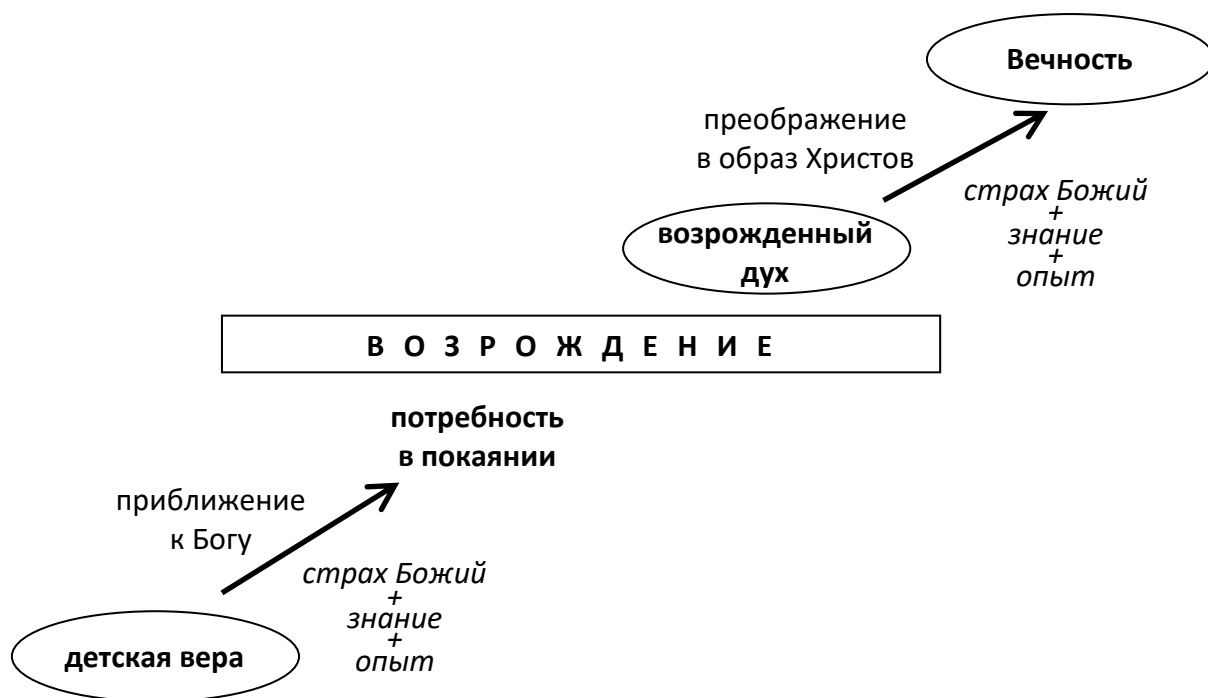 Вечность
преображение
в образ Христов
страх Божий
+
знание
+
опыт
возрожденный
дух
В О З Р О Ж Д Е Н И Е
потребность
в покаянии
приближение
к Богу
страх Божий
+
знание
+
опыт
детская вера